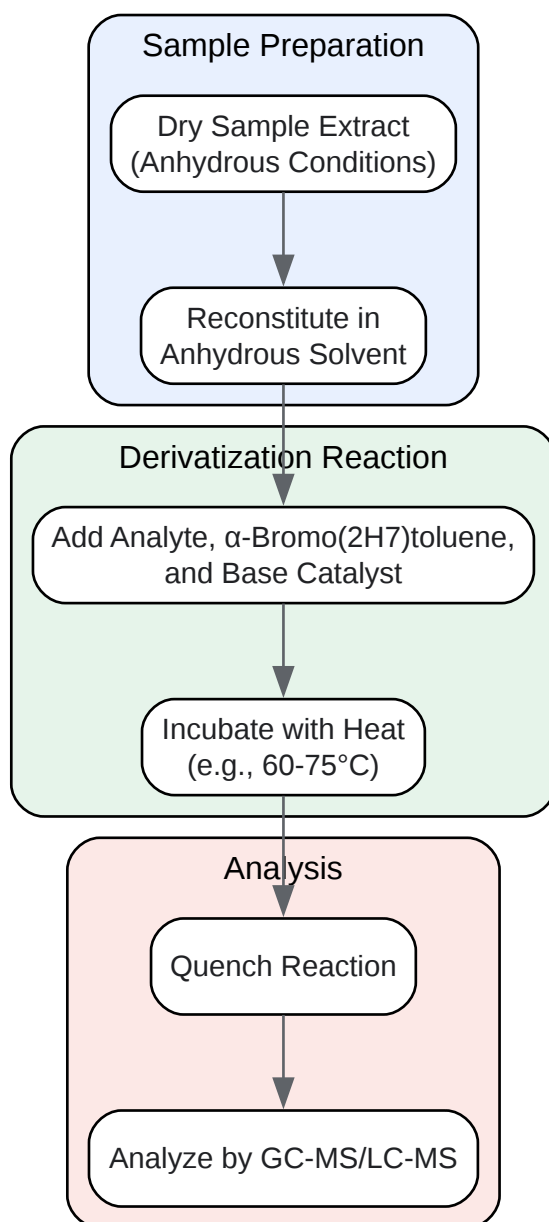 Sample Preparation
Dry Sample Extract
(Anhydrous Conditions)
Reconstitute in
Anhydrous Solvent
Derivatization Reaction
Add Analyte, α-Bromo(2H7)toluene,
and Base Catalyst
Incubate with Heat
(e.g., 60-75°C)
Analysis
Quench Reaction
Analyze by GC-MS/LC-MS